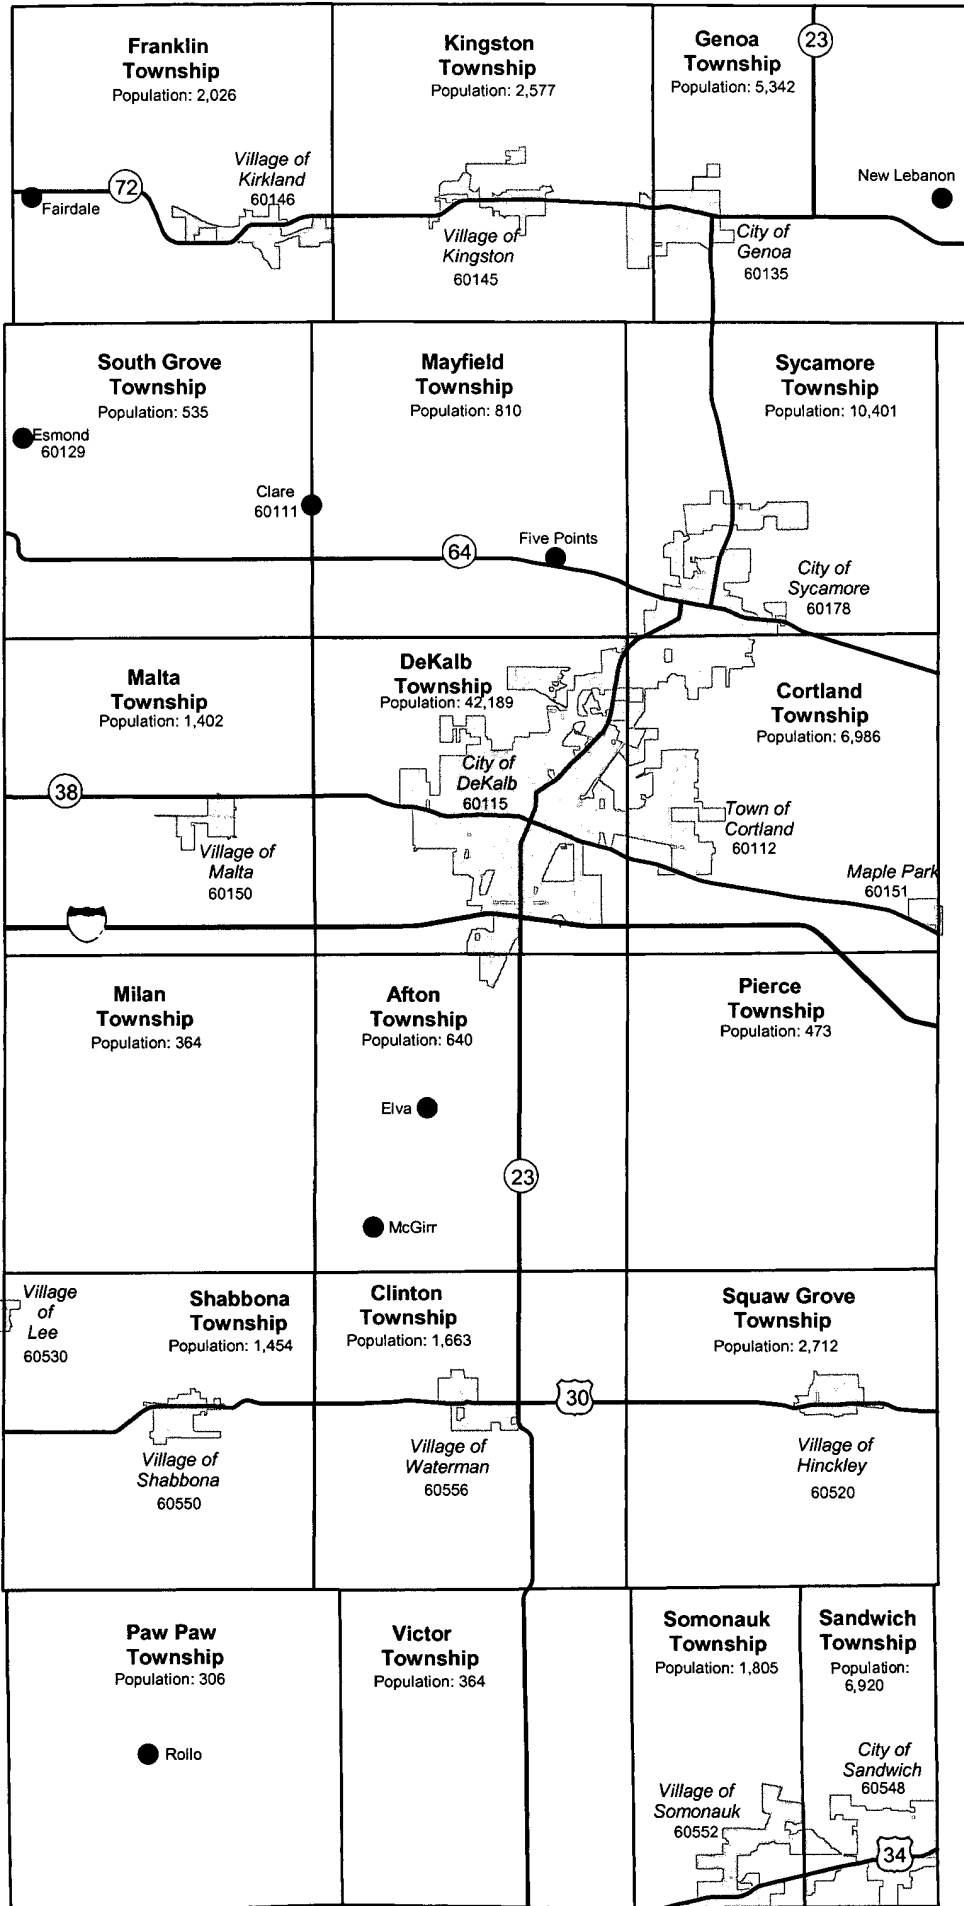 Franklin
Township
Population: 2,026
Kingston
Township
Population: 2,577
Genoa
Township
Population: 5,342
23
Village of
Kirkland
60146
72
Fairdale
Village of
Kingston
60145
New Lebanon
City of
Genoa
60135
South Grove
Township
Population: 535
Mayfield
Township
Population: 810
Sycamore
Township
Population: 10,401
Esmond
60129
Clare
60111
Five Points
64
City of
Sycamore
60178
Malta
Township
Population: 1,402
DeKalb
Township
Population: 42,189
Cortland
Township
Population: 6,986
38
City of
DeKalb
60115
Town of
Cortland
60112
Village of
Malta
60150
Maple Park
60151
Milan
Township
Population: 364
Afton
Township
Population: 640
Pierce
Township
Population: 473
Elva
23
McGirr
Village
of
Lee
60530
Shabbona
Township
Population: 1,454
Clinton
Township
Population: 1,663
Squaw Grove
Township
Population: 2,712
30
Village of
Shabbona
60550
Village of
Waterman
60556
Village of
Hinckley
60520
Paw Paw
Township
Population: 306
Victor
Township
Population: 364
Somonauk
Township
Population: 1,805
Sandwich
Township
Population:
6,920
Rollo
Village of
Somonauk
60552
City of
Sandwich
60548
34